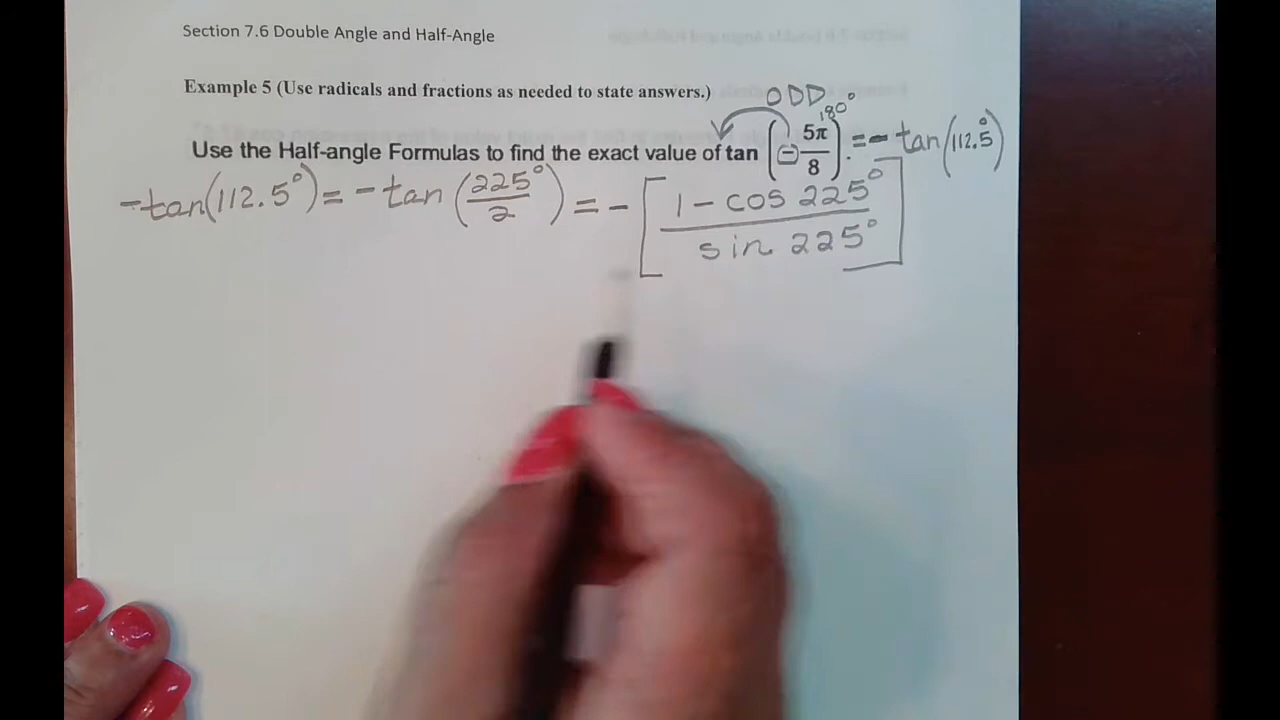 Section 7.6 Double Angle and Half-Angle
Example 5 (Use radicals and fractions as needed to state answers.)
ODD
180°
Use the Half-angle Formulas to find the exact value of tan (-5π/8). = -tan(112.5°)
-tan(112.5°) = -tan(225°/2) = -[(1 - cos 225°)/(sin 225°)]